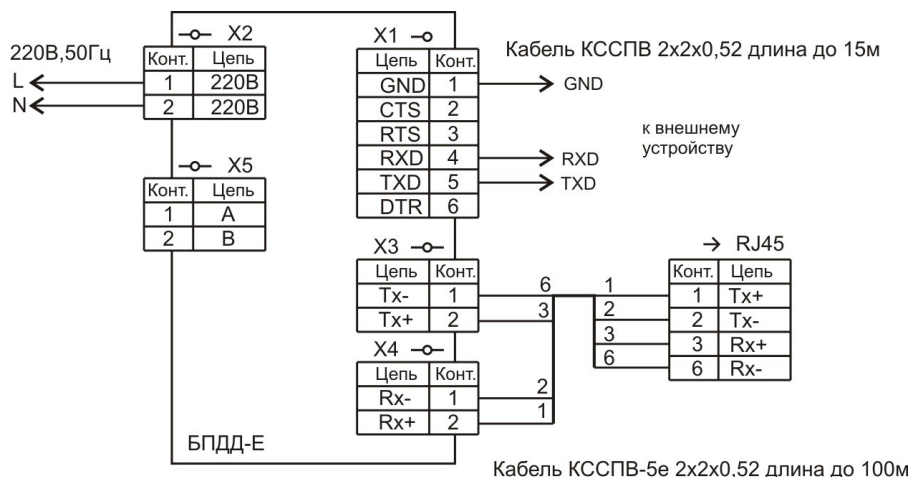 220В,50Гц
L
N
X2
Конт. Цепь
1 220В
2 220В
X5
Конт. Цепь
1 A
2 B
БПДД-Е
X1
Цепь Конт.
GND 1
CTS 2
RTS 3
RXD 4
TXD 5
DTR 6
Кабель КССПВ 2х2х0,52 длина до 15м
GND
RXD
TXD
к внешнему
устройству
X3
Цепь Конт.
Tx- 1
Tx+ 2
X4
Цепь Конт.
Rx- 1
Rx+ 2
6
3
2
1
1
2
3
6
RJ45
Конт. Цепь
1 Tx+
2 Tx-
3 Rx+
6 Rx-
Кабель КССПВ-5е 2х2х0,52 длина до 100м